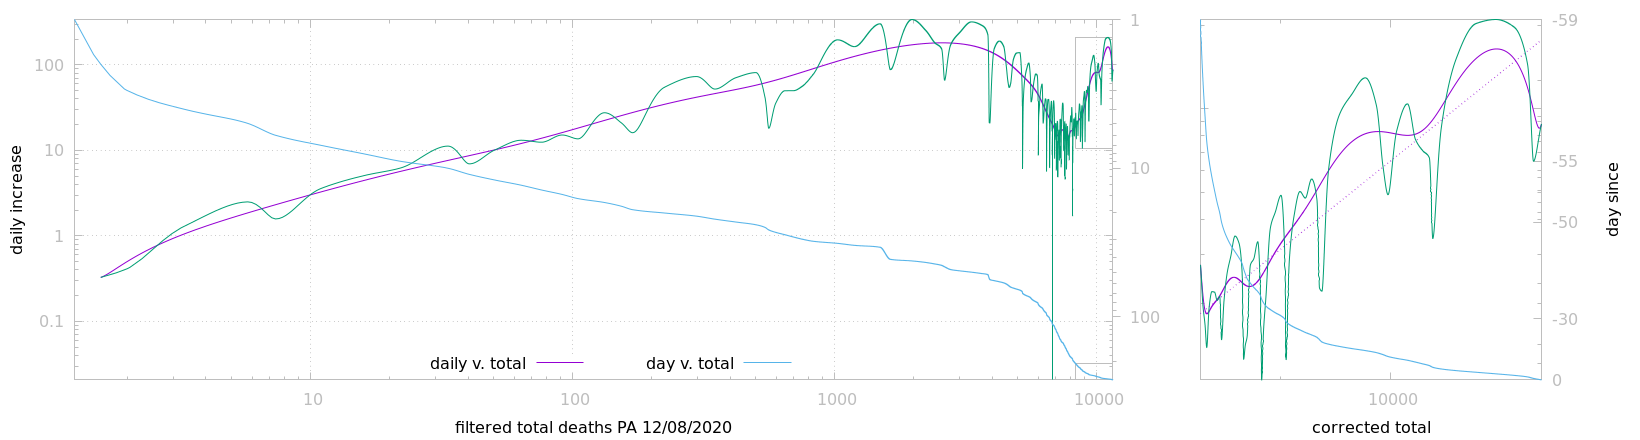 daily increase
100
10
1
0.1
daily v. total
day v. total
10
100
1000
10000
filtered total deaths PA 12/08/2020
1
10
100
10000
corrected total
-59
-55
-50
-30
0
day since